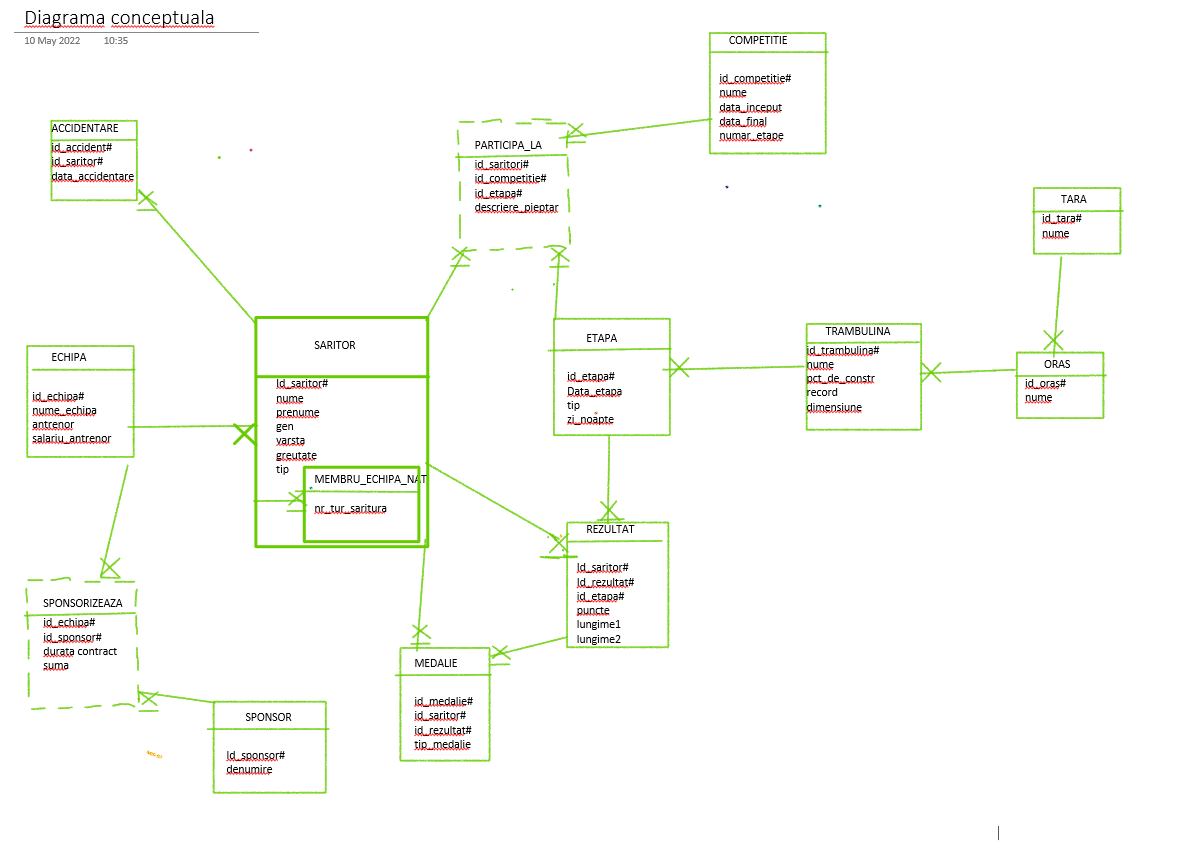 Diagrama conceptuala
10 May 2022 10:35
COMPETITIE
id_competitie#
nume
data_inceput
data_final
numar_etape
ACCIDENTARE
id_accident#
id_saritor#
data_accidentare
PARTICIPA_LA
id_saritori#
id_competitie#
id_etapa#
descriere_pieptar
TARA
id_tara#
nume
SARITOR
Id_saritor#
nume
prenume
gen
varsta
greutate
tip
MEMBRU_ECHIPA_NAT
nr_tur_saritura
ECHIPA
id_echipa#
nume_echipa
antrenor
salariu_antrenor
ETAPA
id_etapa#
Data_etapa
tip
zi_noapte
TRAMBULINA
id_trambulina#
nume
pct_de_constr
record
dimensiune
ORAS
id_oras#
nume
REZULTAT
Id_saritor#
Id_rezultat#
id_etapa#
puncte
lungime1
lungime2
SPONSORIZEAZA
id_echipa#
id_sponsor#
durata contract
suma
MEDALIE
id_medalie#
id_saritor#
id_rezultat#
tip_medalie
SPONSOR
Id_sponsor#
denumire